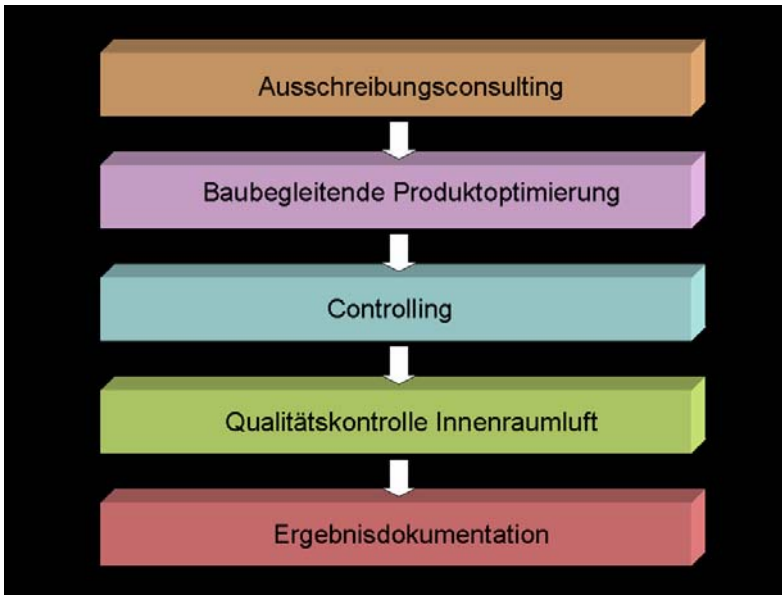 Ausschreibungsconsulting
Baubegleitende Produktoptimierung
Controlling
Qualitätskontrolle Innenraumluft
Ergebnisdokumentation